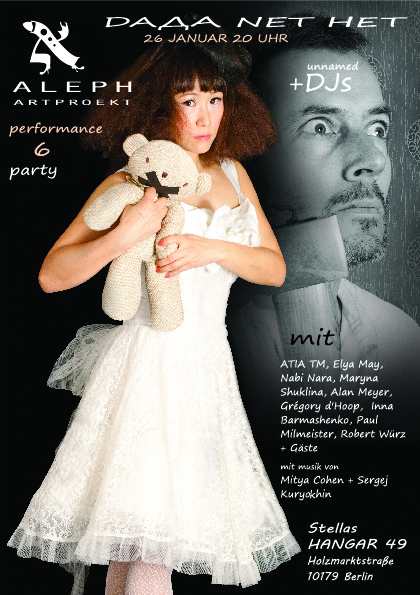 DADA NET HET
26 JANUAR 20 UHR
ALEPH
ARTPROEKT
unnamed
+DJs
performance
6
party
mit
ATIA TM, Elya May,
Nabi Nara, Maryna
Shuklina, Alan Meyer,
Grégory d'Hoop, Inna
Barmashenko, Paul
Milmeister, Robert Würz
+ Gäste
mit musik von
Mitya Cohen + Sergej
Kuryokhin
Stellas
HANGAR 49
Holzmarktstraße
10179 Berlin